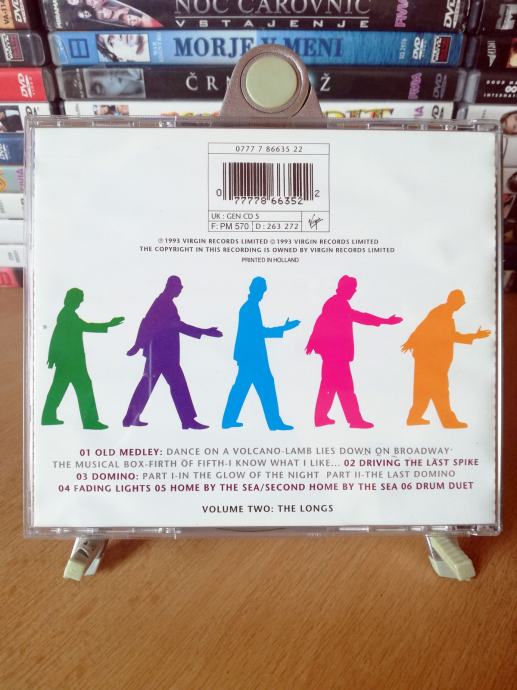 NOČ ČAROVNIC
VSTAJENJE
DVD
MORJE V MENI
DVD
DVD
0777 7 86635 22
0 77778 66352 2
UK : GEN CD 5
F: PM 570 D : 263 272 Virgin
℗ 1993 VIRGIN RECORDS LIMITED © 1993 VIRGIN RECORDS LIMITED
THE COPYRIGHT IN THIS RECORDING IS OWNED BY VIRGIN RECORDS LIMITED
PRINTED IN HOLLAND
01 OLD MEDLEY: DANCE ON A VOLCANO-LAMB LIES DOWN ON BROADWAY-
THE MUSICAL BOX-FIRTH OF FIFTH-I KNOW WHAT I LIKE... 02 DRIVING THE LAST SPIKE
03 DOMINO: PART I-IN THE GLOW OF THE NIGHT PART II-THE LAST DOMINO
04 FADING LIGHTS 05 HOME BY THE SEA/SECOND HOME BY THE SEA 06 DRUM DUET
VOLUME TWO: THE LONGS